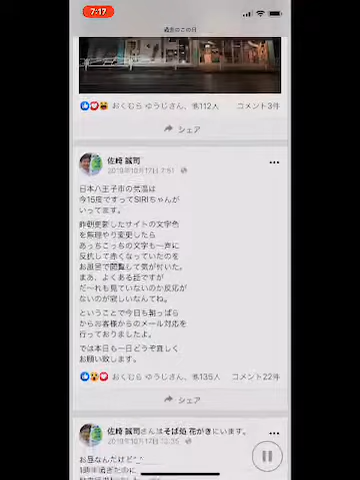 7:17
過去のこの日
おくむら ゆうじさん、他112人
コメント3件
シェア
佐崎 誠司
2019年10月17日 7:51
日本八王子市の気温は
今15度ですってSIRIちゃんが
いってます。
昨朝更新したサイトの文字色
を無理やり変更したら
あっちこっちの文字も一斉に
反抗して赤くなっていたのを
お風呂で閲覧して気が付いた。
まあ、よくある話ですが
だ〜れも見ていないのか反応が
ないのが寂しいなんてね。
ということで今日も朝っぱら
からお客様からのメール対応を
行っておりましたよ。
では本日も一日どうぞ宜しく
お願い致します。
おくむら ゆうじさん、他135人
コメント22件
シェア
佐崎 誠司さんはそば処 花がきにいます。
2019年10月17日
お昼なんだけど^_^